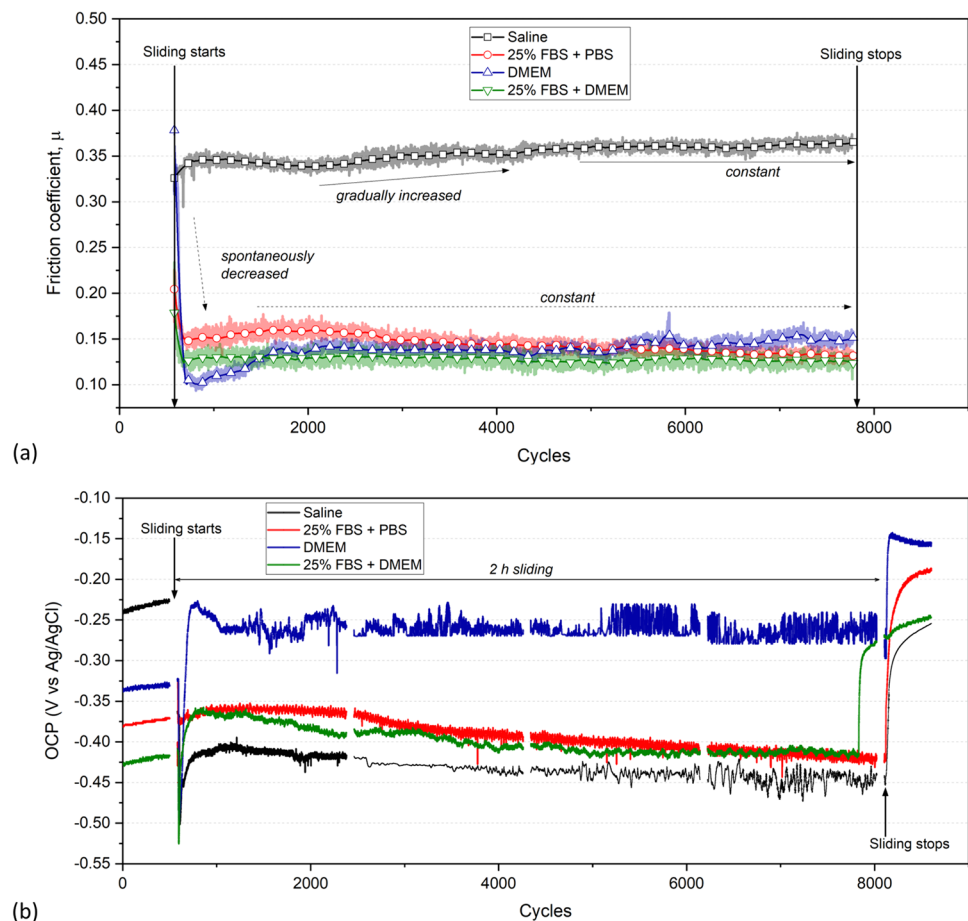 (a)
Friction coefficient, μ
0.50
0.45
0.40
0.35
0.30
0.25
0.20
0.15
0.10
Sliding starts
Saline
25% FBS + PBS
DMEM
25% FBS + DMEM
Sliding stops
gradually increased
constant
spontaneously
decreased
constant
0
2000
4000
6000
8000
Cycles
(b)
OCP (V vs Ag/AgCl)
-0.10
-0.15
-0.20
-0.25
-0.30
-0.35
-0.40
-0.45
-0.50
-0.55
Sliding starts
Saline
25% FBS + PBS
DMEM
25% FBS + DMEM
2 h sliding
Sliding stops
0
2000
4000
6000
8000
Cycles